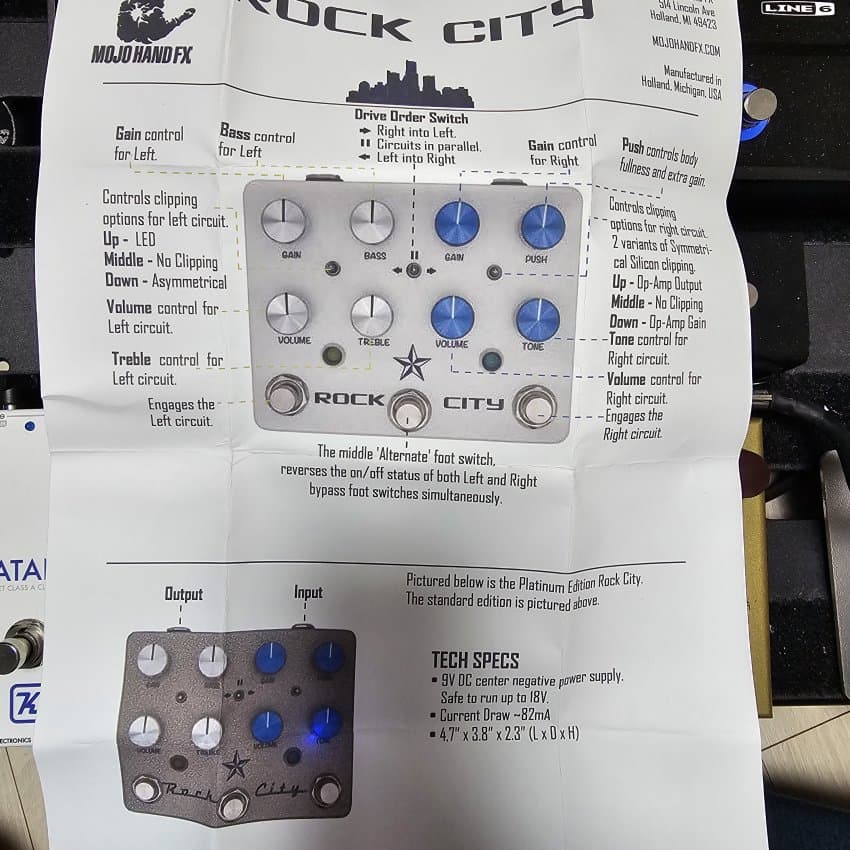 ROCK CITY
MOJO HAND FX
514 Lincoln Ave
Holland, MI 49423
MOJOHANDFX.COM
Manufactured in
Holland, Michigan, USA
LINE 6
Drive Order Switch
Right into Left.
Circuits in parallel.
Left into Right
Gain control
for Left.
Bass control
for Left
Gain control
for Right
Push controls body
fullness and extra gain.
Controls clipping
options for left circuit.
Up - LED
Middle - No Clipping
Down - Asymmetrical
Volume control for
Left circuit.
Treble control for
Left circuit.
Engages the
Left circuit.
Controls clipping
options for right circuit.
2 variants of Symmetri-
cal Silicon clipping.
Up - Op-Amp Output
Middle - No Clipping
Down - Op-Amp Gain
Tone control for
Right circuit.
Volume control for
Right circuit.
Engages the
Right circuit.
GAIN BASS GAIN PUSH
VOLUME TREBLE VOLUME TONE
ROCK CITY
The middle 'Alternate' foot switch,
reverses the on/off status of both Left and Right
bypass foot switches simultaneously.
Pictured below is the Platinum Edition Rock City.
The standard edition is pictured above.
Output
Input
GAIN BASS GAIN PUSH
VOLUME TREBLE VOLUME TONE
Rock City
TECH SPECS
• 9V DC center negative power supply.
Safe to run up to 18V.
• Current Draw ~82mA
• 4.7" x 3.8" x 2.3" (L x D x H)